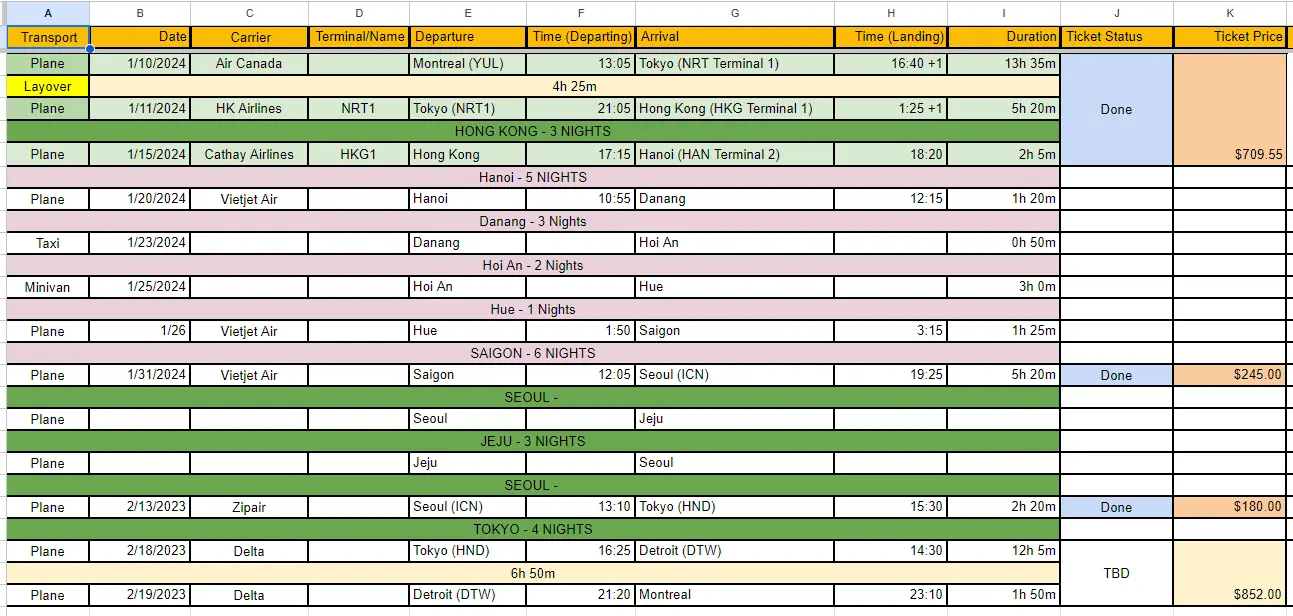 A B C D E F G H I J K
Transport Date Carrier Terminal/Name Departure Time (Departing) Arrival Time (Landing) Duration Ticket Status Ticket Price
Plane 1/10/2024 Air Canada Montreal (YUL) 13:05 Tokyo (NRT Terminal 1) 16:40 +1 13h 35m
Layover 4h 25m
Plane 1/11/2024 HK Airlines NRT1 Tokyo (NRT1) 21:05 Hong Kong (HKG Terminal 1) 1:25 +1 5h 20m Done
HONG KONG - 3 NIGHTS
Plane 1/15/2024 Cathay Airlines HKG1 Hong Kong 17:15 Hanoi (HAN Terminal 2) 18:20 2h 5m $709.55
Hanoi - 5 NIGHTS
Plane 1/20/2024 Vietjet Air Hanoi 10:55 Danang 12:15 1h 20m
Danang - 3 Nights
Taxi 1/23/2024 Danang Hoi An 0h 50m
Hoi An - 2 Nights
Minivan 1/25/2024 Hoi An Hue 3h 0m
Hue - 1 Nights
Plane 1/26 Vietjet Air Hue 1:50 Saigon 3:15 1h 25m
SAIGON - 6 NIGHTS
Plane 1/31/2024 Vietjet Air Saigon 12:05 Seoul (ICN) 19:25 5h 20m Done $245.00
SEOUL -
Plane Seoul Jeju
JEJU - 3 NIGHTS
Plane Jeju Seoul
SEOUL -
Plane 2/13/2023 Zipair Seoul (ICN) 13:10 Tokyo (HND) 15:30 2h 20m Done $180.00
TOKYO - 4 NIGHTS
Plane 2/18/2023 Delta Tokyo (HND) 16:25 Detroit (DTW) 14:30 12h 5m
6h 50m TBD
Plane 2/19/2023 Delta Detroit (DTW) 21:20 Montreal 23:10 1h 50m $852.00